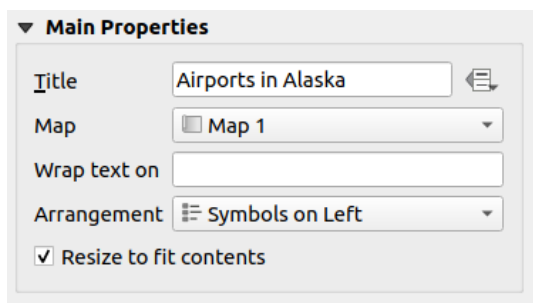 Main Properties
Title Airports in Alaska
Map Map 1
Wrap text on
Arrangement Symbols on Left
Resize to fit contents